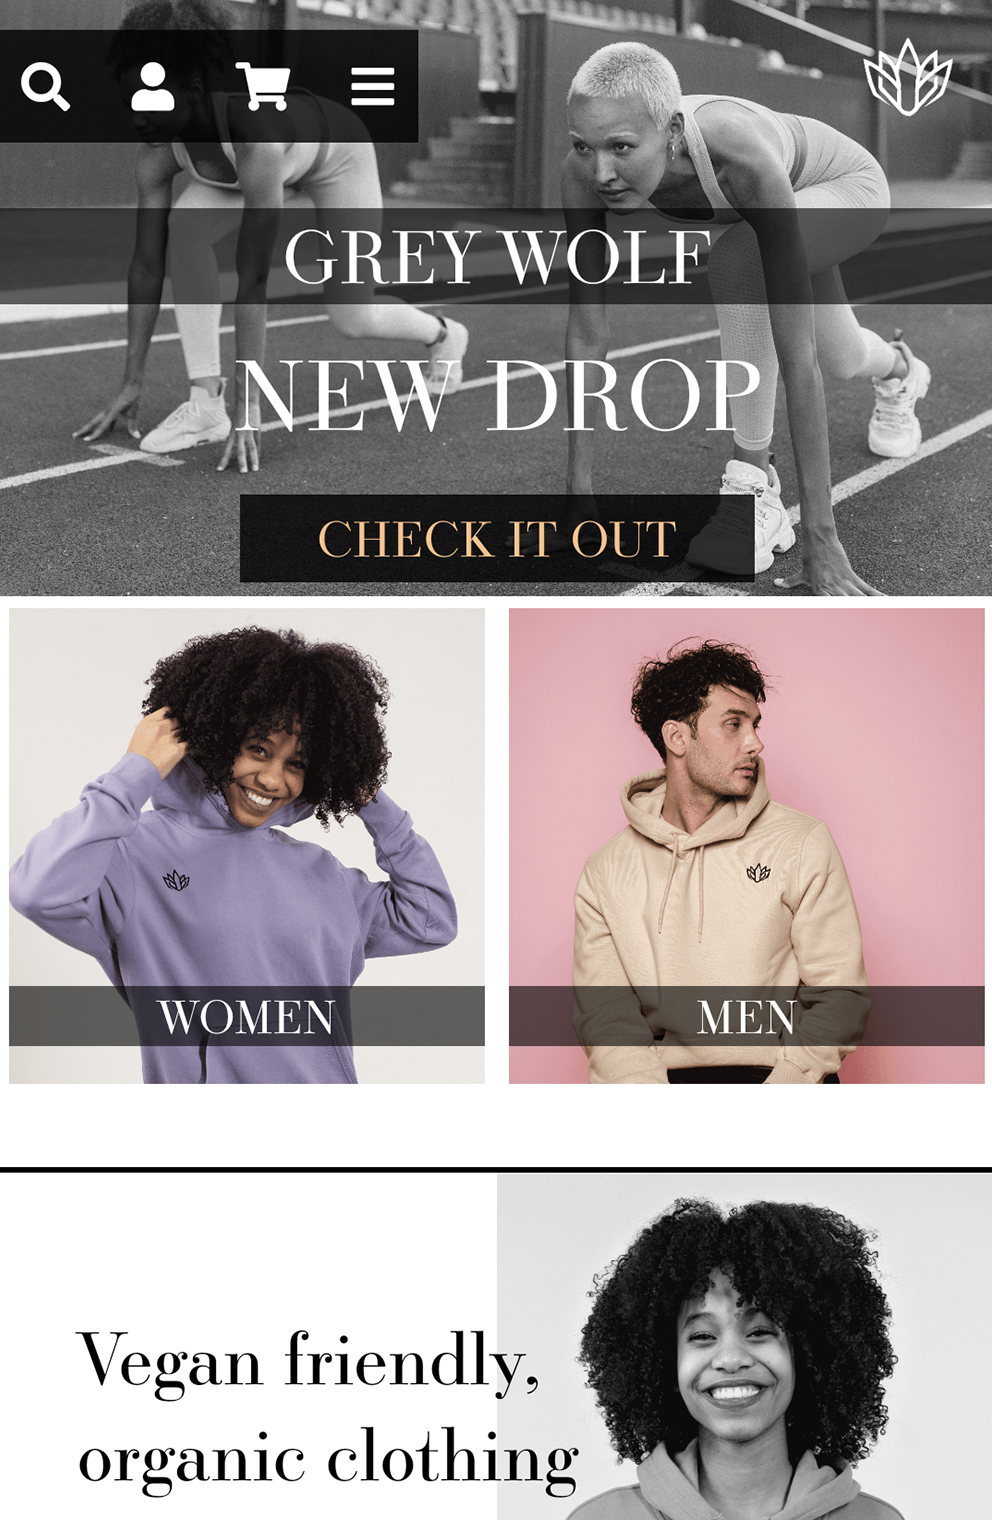 GREY WOLF
NEW DROP
CHECK IT OUT
WOMEN
MEN
Vegan friendly,
organic clothing